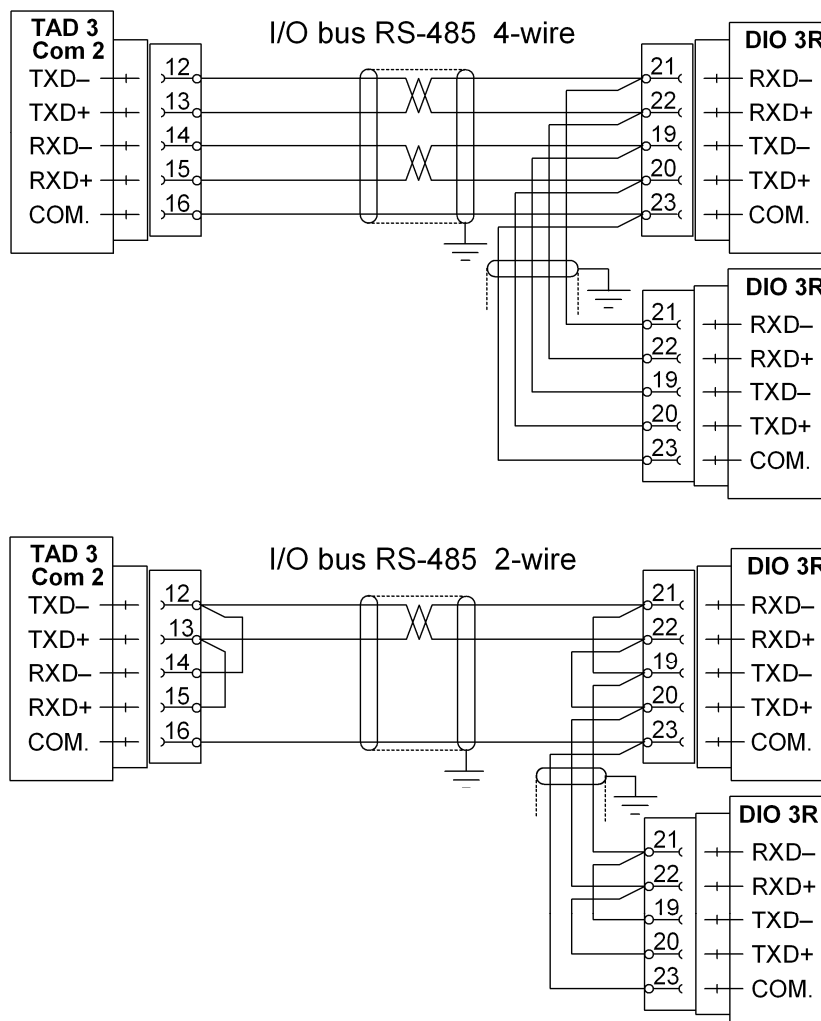 I/O bus RS-485 4-wire
TAD 3
Com 2
TXD– 12
TXD+ 13
RXD– 14
RXD+ 15
COM. 16
DIO 3R
21 RXD–
22 RXD+
19 TXD–
20 TXD+
23 COM.
DIO 3R
21 RXD–
22 RXD+
19 TXD–
20 TXD+
23 COM.
I/O bus RS-485 2-wire
TAD 3
Com 2
TXD– 12
TXD+ 13
RXD– 14
RXD+ 15
COM. 16
DIO 3R
21 RXD–
22 RXD+
19 TXD–
20 TXD+
23 COM.
DIO 3R
21 RXD–
22 RXD+
19 TXD–
20 TXD+
23 COM.